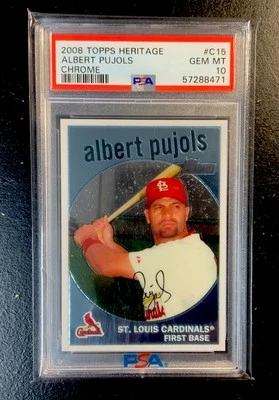 2008 TOPPS HERITAGE #C15
ALBERT PUJOLS GEM MT
CHROME 10
PSA 57288471
albert pujols
ST. LOUIS CARDINALS®
FIRST BASE
PSA